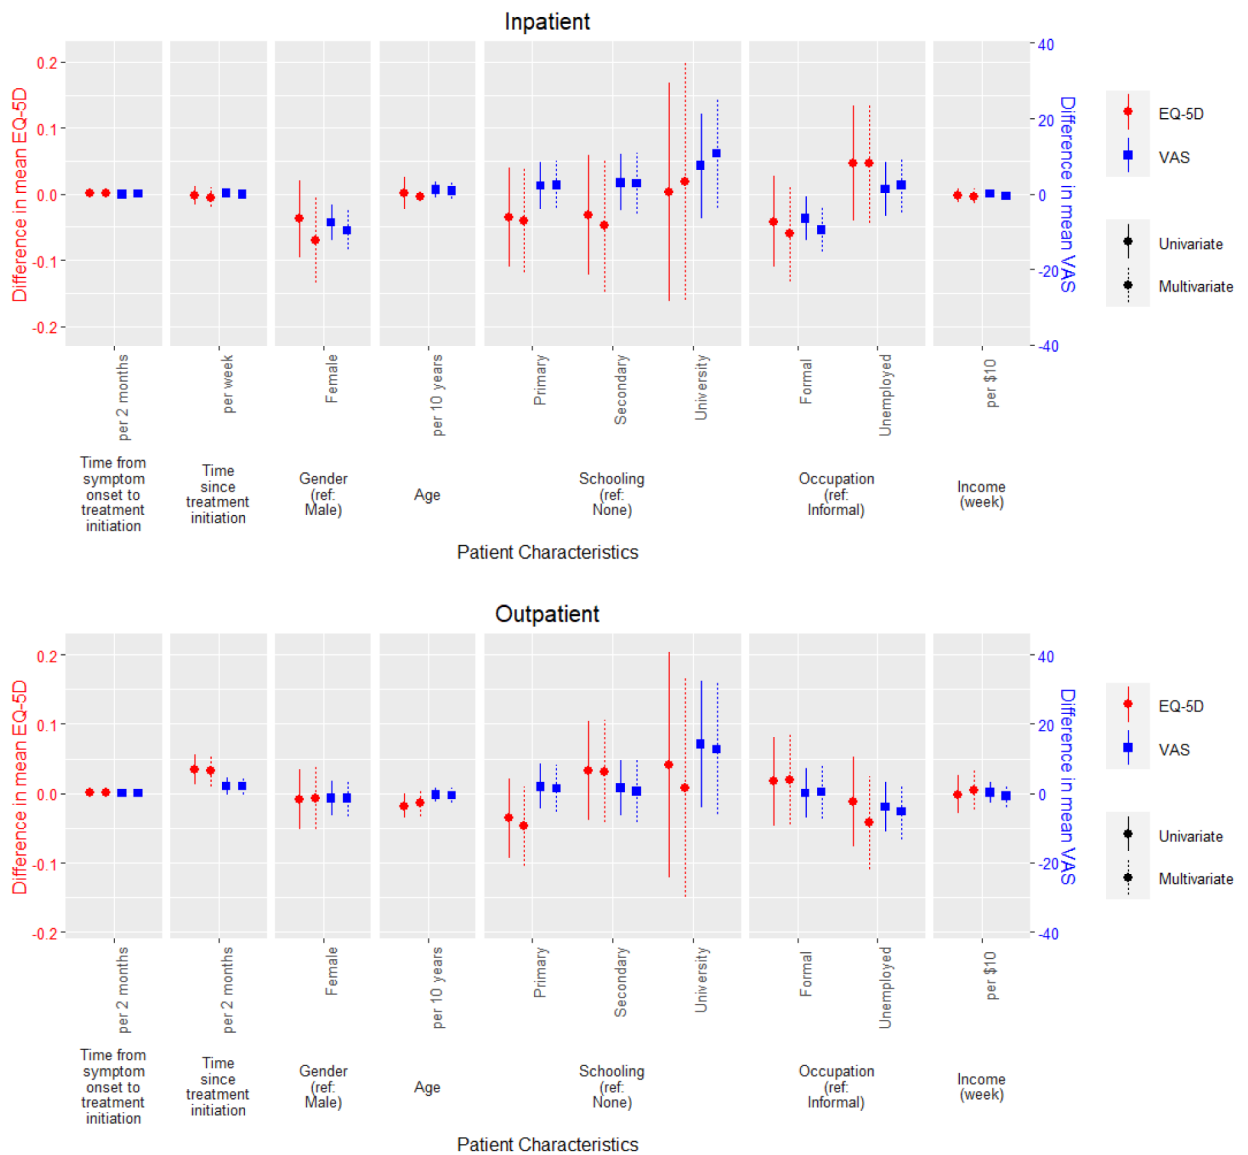 Inpatient
Difference in mean EQ-5D
0.2
0.1
0.0
-0.1
-0.2
40
20
0
-20
-40
Difference in mean VAS
EQ-5D
VAS
Univariate
Multivariate
per 2 months
per week
Female
per 10 years
Primary
Secondary
University
Formal
Unemployed
per $10
Time from
symptom
onset to
treatment
initiation
Time
since
treatment
initiation
Gender
(ref:
Male)
Age
Schooling
(ref:
None)
Occupation
(ref:
Informal)
Income
(week)
Patient Characteristics
Outpatient
Difference in mean EQ-5D
0.2
0.1
0.0
-0.1
-0.2
40
20
0
-20
-40
Difference in mean VAS
EQ-5D
VAS
Univariate
Multivariate
per 2 months
per 2 months
Female
per 10 years
Primary
Secondary
University
Formal
Unemployed
per $10
Time from
symptom
onset to
treatment
initiation
Time
since
treatment
initiation
Gender
(ref:
Male)
Age
Schooling
(ref:
None)
Occupation
(ref:
Informal)
Income
(week)
Patient Characteristics